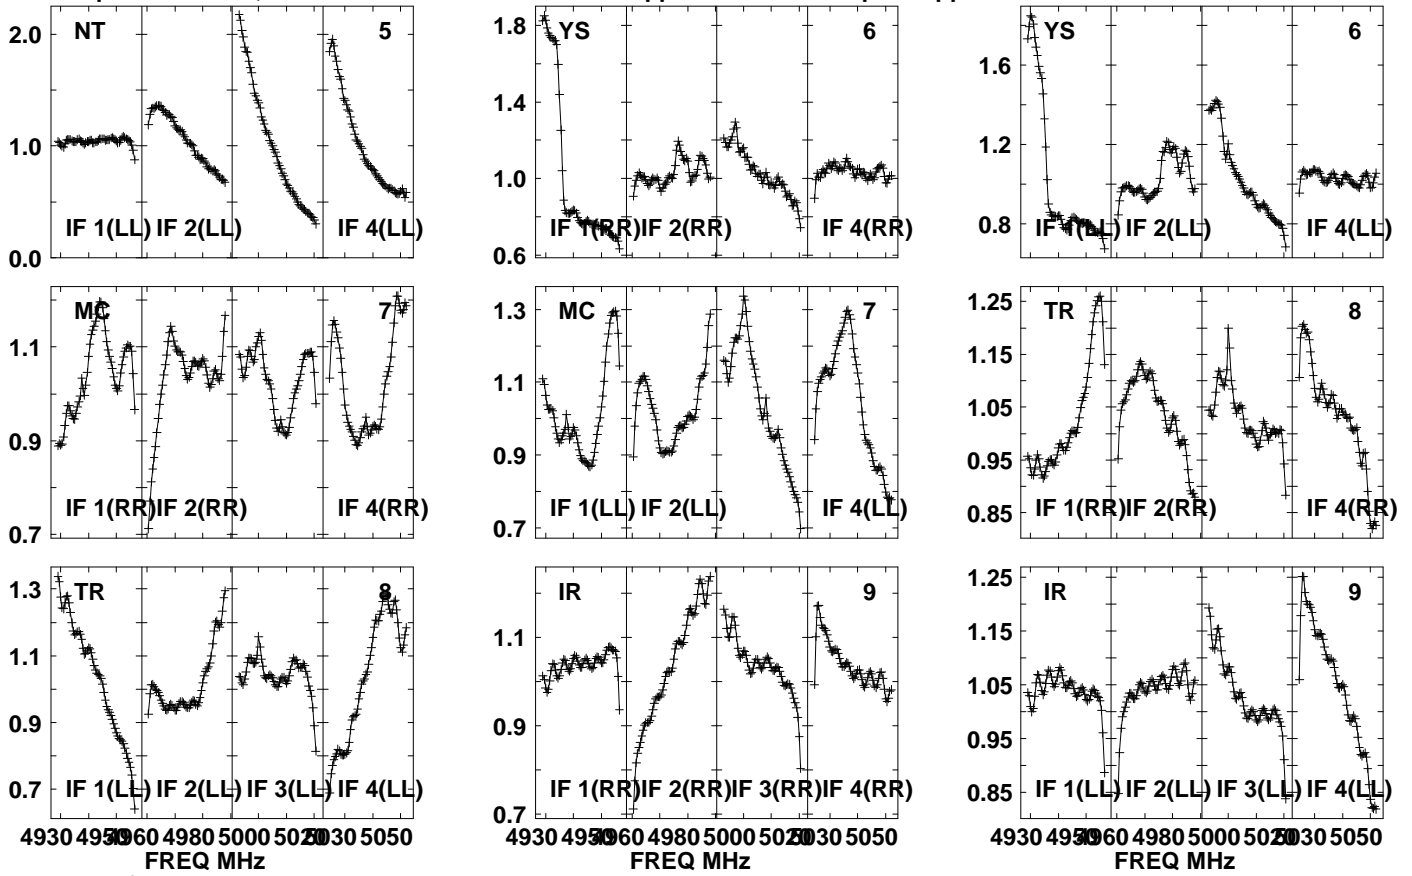 NT 5
2.0
1.0
0.0
IF 1(LL) IF 2(LL) IF 4(LL)
YS 6
1.8
1.4
1.0
0.6
IF 1(RR) IF 2(RR) IF 4(RR)
YS 6
1.6
1.2
0.8
IF 1(LL) IF 2(LL) IF 4(LL)
MC 7
1.1
0.9
0.7
IF 1(RR) IF 2(RR) IF 4(RR)
MC 7
1.3
1.1
0.9
0.7
IF 1(LL) IF 2(LL) IF 4(LL)
TR 8
1.25
1.15
1.05
0.95
0.85
IF 1(RR) IF 2(RR) IF 4(RR)
TR 8
1.3
1.1
0.9
0.7
IF 1(LL) IF 2(LL) IF 3(LL) IF 4(LL)
4930 4950 4960 4980 5000 5020 5030 5050
FREQ MHz
IR 9
1.1
0.9
0.7
IF 1(RR) IF 2(RR) IF 3(RR) IF 4(RR)
4930 4950 4960 4980 5000 5020 5030 5050
FREQ MHz
IR 9
1.25
1.15
1.05
0.95
0.85
IF 1(LL) IF 2(LL) IF 3(LL) IF 4(LL)
4930 4950 4960 4980 5000 5020 5030 5050
FREQ MHz